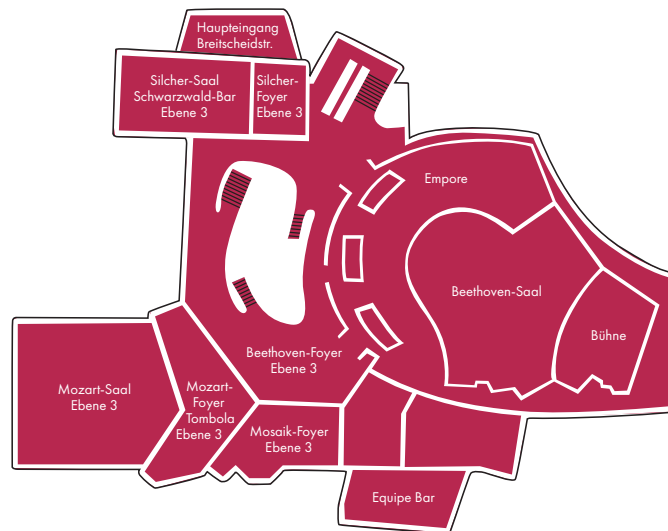 Haupteingang
Breitscheidstr.
Silcher-Saal
Schwarzwald-Bar
Ebene 3
Silcher-
Foyer
Ebene 3
Empore
Beethoven-Saal
Bühne
Beethoven-Foyer
Ebene 3
Mozart-Saal
Ebene 3
Mozart-
Foyer
Tombola
Ebene 3
Mosaik-Foyer
Ebene 3
Equipe Bar